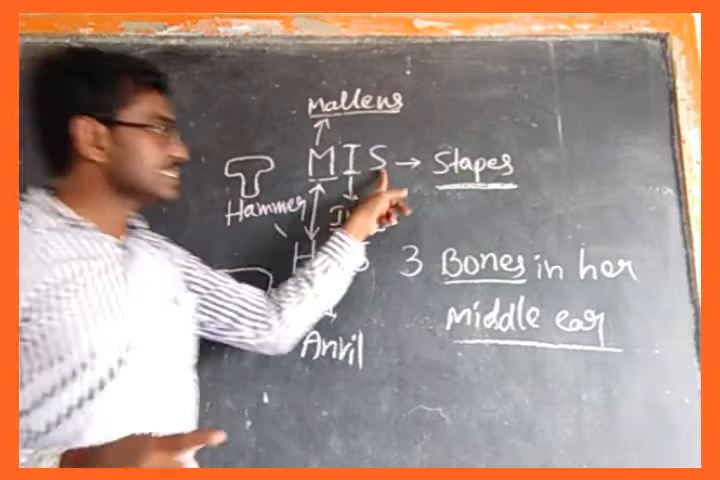 Mallens
MIS → Stapes
Hammer
3 Bones in her
middle ear
Anvil